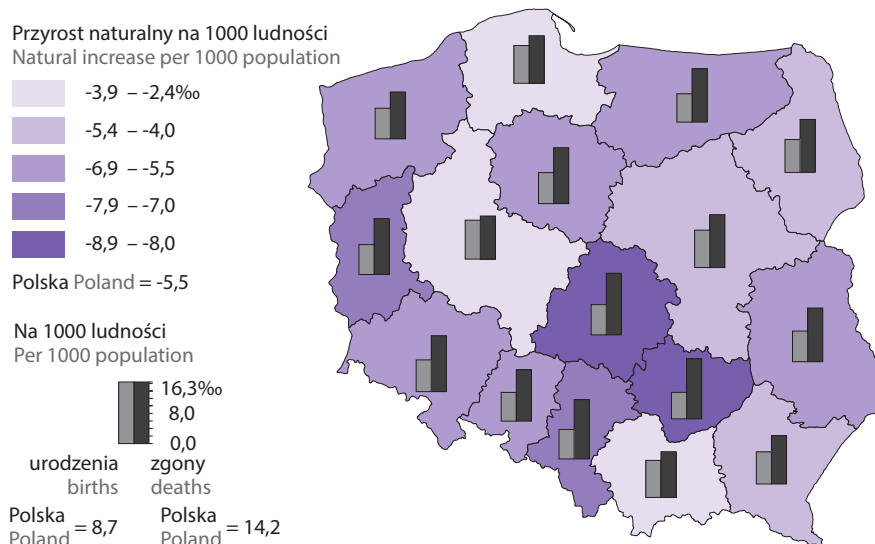 Przyrost naturalny na 1000 ludności
Natural increase per 1000 population
-3,9 – -2,4‰
-5,4 – -4,0
-6,9 – -5,5
-7,9 – -7,0
-8,9 – -8,0
Polska Poland = -5,5
Na 1000 ludności
Per 1000 population
16,3‰
8,0
0,0
urodzenia zgony
births deaths
Polska Polska
Poland = 8,7 Poland = 14,2